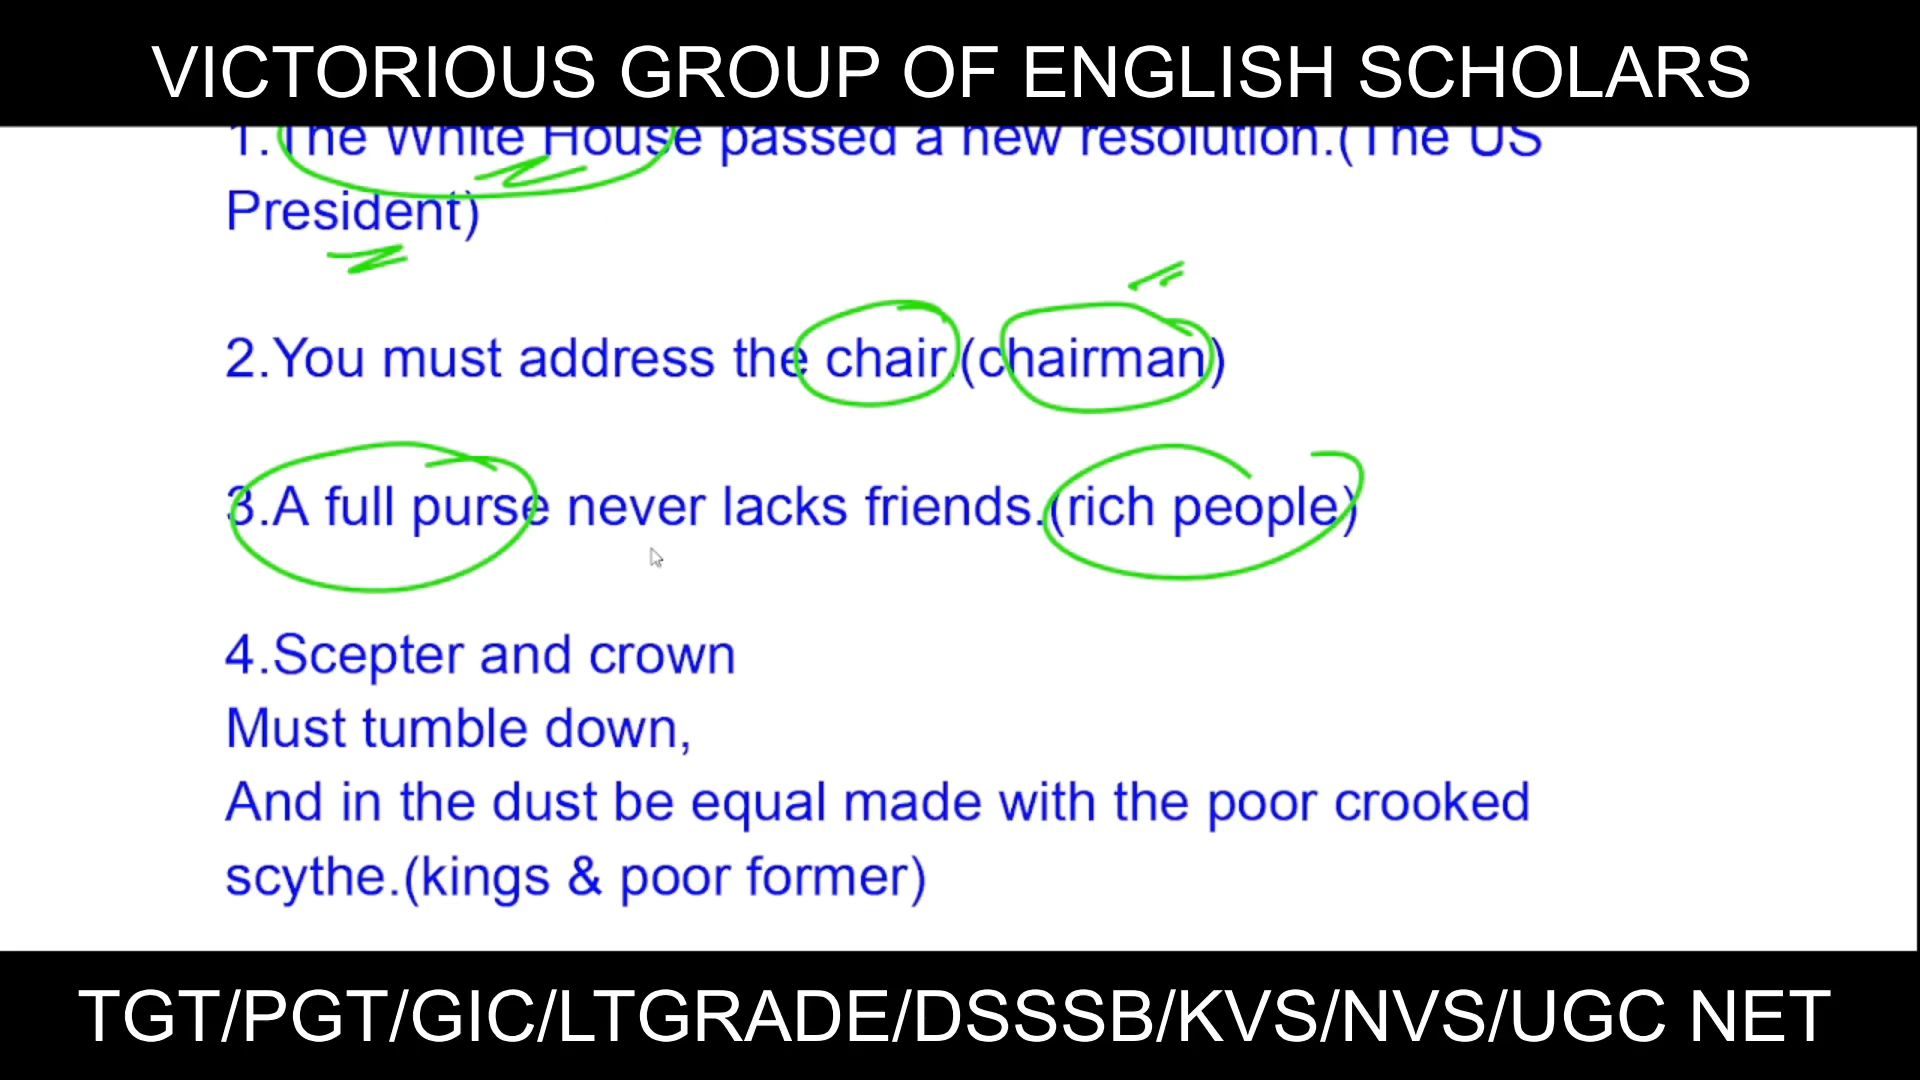 VICTORIOUS GROUP OF ENGLISH SCHOLARS
1.The White House passed a new resolution.(The US
President)
2.You must address the chair.(chairman)
3.A full purse never lacks friends.(rich people)
4.Scepter and crown
Must tumble down,
And in the dust be equal made with the poor crooked
scythe.(kings & poor former)
TGT/PGT/GIC/LTGRADE/DSSSB/KVS/NVS/UGC NET